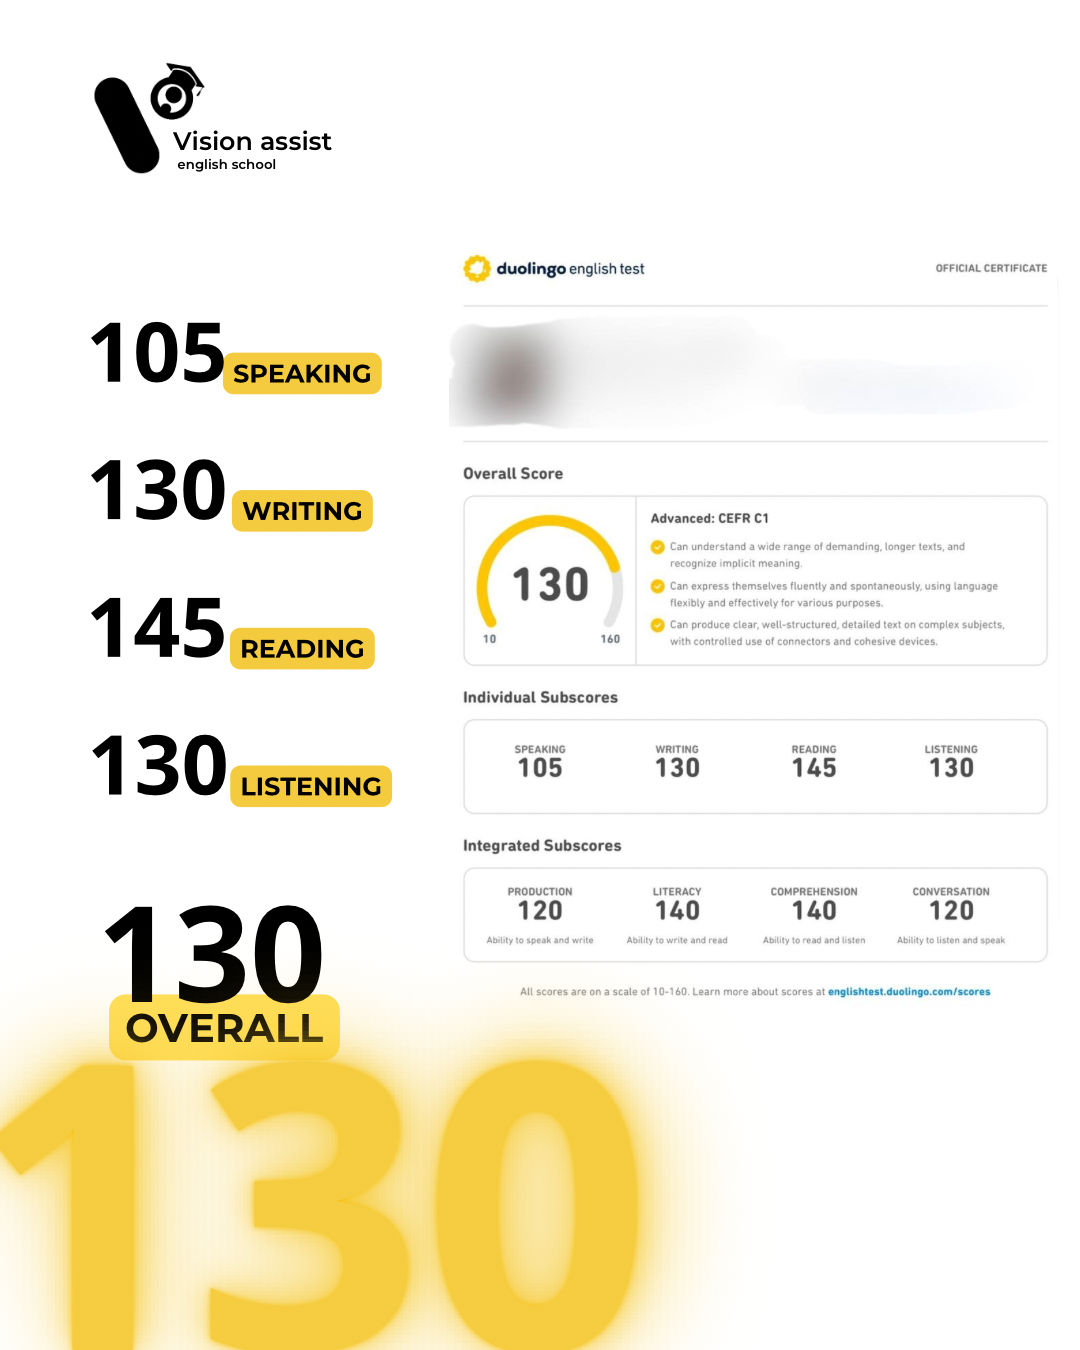 Vision assist
english school
105 SPEAKING
130 WRITING
145 READING
130 LISTENING
130
OVERALL
130
duolingo english test
OFFICIAL CERTIFICATE
Overall Score
130
10
160
Advanced: CEFR C1
Can understand a wide range of demanding, longer texts, and
recognize implicit meaning.
Can express themselves fluently and spontaneously, using language
flexibly and effectively for various purposes.
Can produce clear, well-structured, detailed text on complex subjects,
with controlled use of connectors and cohesive devices.
Individual Subscores
SPEAKING WRITING READING LISTENING
105 130 145 130
Integrated Subscores
PRODUCTION LITERACY COMPREHENSION CONVERSATION
120 140 140 120
Ability to speak and write Ability to write and read Ability to read and listen Ability to listen and speak
All scores are on a scale of 10-160. Learn more about scores at englishtest.duolingo.com/scores